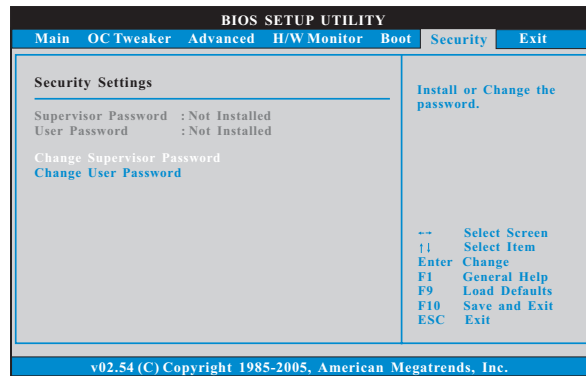 BIOS SETUP UTILITY
Main OC Tweaker Advanced H/W Monitor Boot Security Exit
Security Settings
Supervisor Password : Not Installed
User Password : Not Installed
Change Supervisor Password
Change User Password
Install or Change the
password.
←→ Select Screen
↑↓ Select Item
Enter Change
F1 General Help
F9 Load Defaults
F10 Save and Exit
ESC Exit
v02.54 (C) Copyright 1985-2005, American Megatrends, Inc.